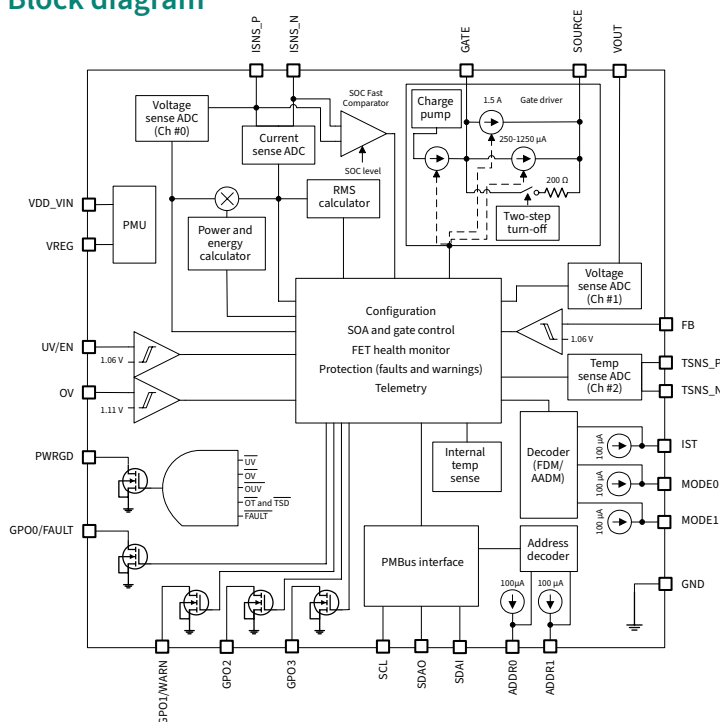 Block diagram
ISNS_P
ISNS_N
GATE
SOURCE
VOUT
Voltage
sense ADC
(Ch #0)
Current
sense ADC
SOC Fast
Comparator
SOC level
Charge
pump
1.5 A
Gate driver
250-1250 µA
200 Ω
Two-step
turn-off
VDD_VIN
VREG
PMU
Power and
energy
calculator
RMS
calculator
Voltage
sense ADC
(Ch #1)
Configuration
SOA and gate control
FET health monitor
Protection (faults and warnings)
Telemetry
FB
1.06 V
UV/EN
1.06 V
OV
1.11 V
Temp
sense ADC
(Ch #2)
TSNS_P
TSNS_N
PWRGD
UV
OV
OUV
OT and TSD
FAULT
Internal
temp
sense
Decoder
(FDM/
AADM)
100 µA
IST
100 µA
MODE0
100 µA
MODE1
GPO0/FAULT
PMBus interface
Address
decoder
100µA
100 µA
GND
GPO1/WARN
GPO2
GPO3
SCL
SDAO
SDAI
ADDR0
ADDR1